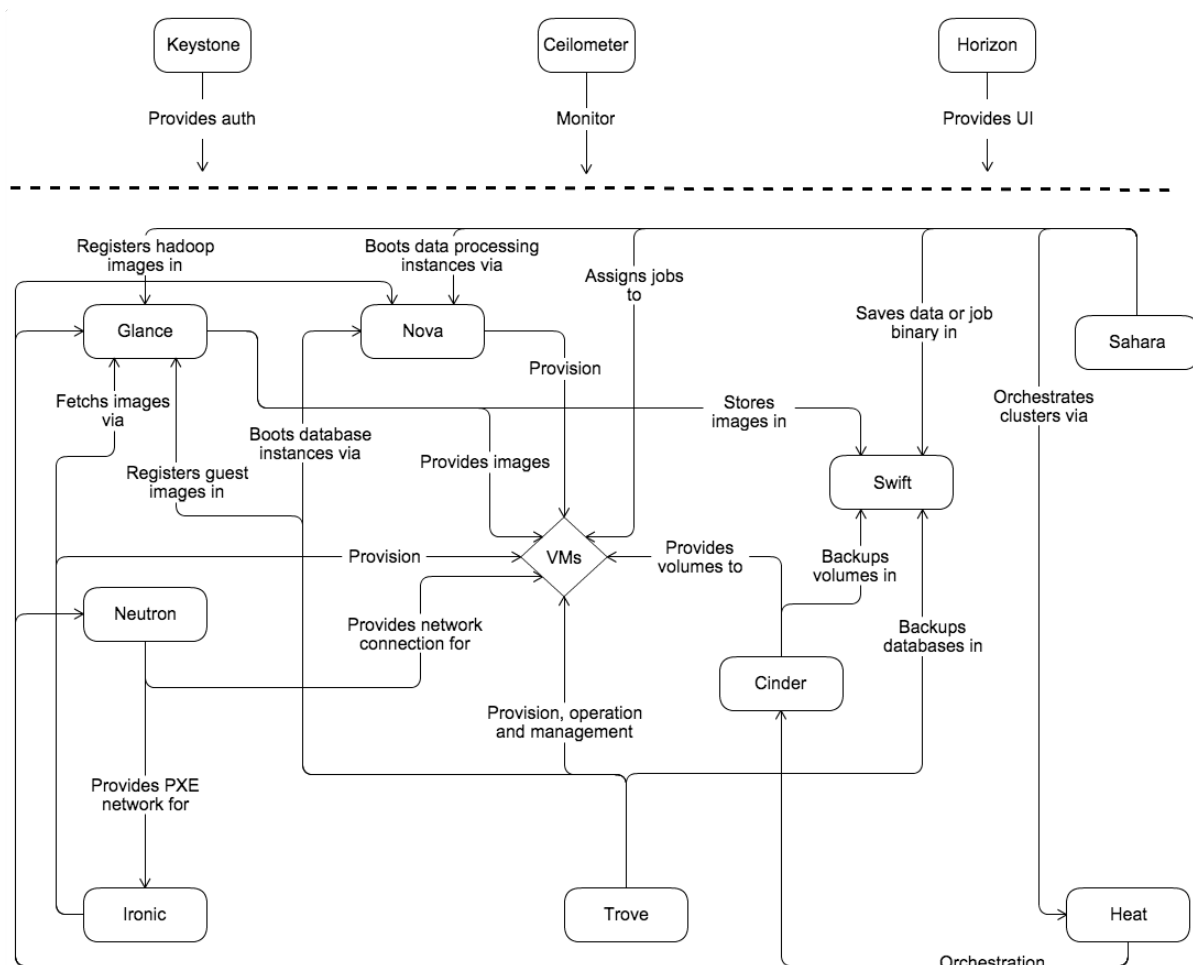 Keystone
Ceilometer
Horizon
Provides auth
Monitor
Provides UI
Registers hadoop
images in
Boots data processing
instances via
Assigns jobs
to
Saves data or job
binary in
Glance
Nova
Sahara
Provision
Fetchs images
via
Stores
images in
Orchestrates
clusters via
Boots database
instances via
Registers guest
images in
Provides images
Swift
Provision
VMs
Provides
volumes to
Backups
volumes in
Neutron
Provides network
connection for
Backups
databases in
Cinder
Provision, operation
and management
Provides PXE
network for
Ironic
Trove
Heat
Orchestration